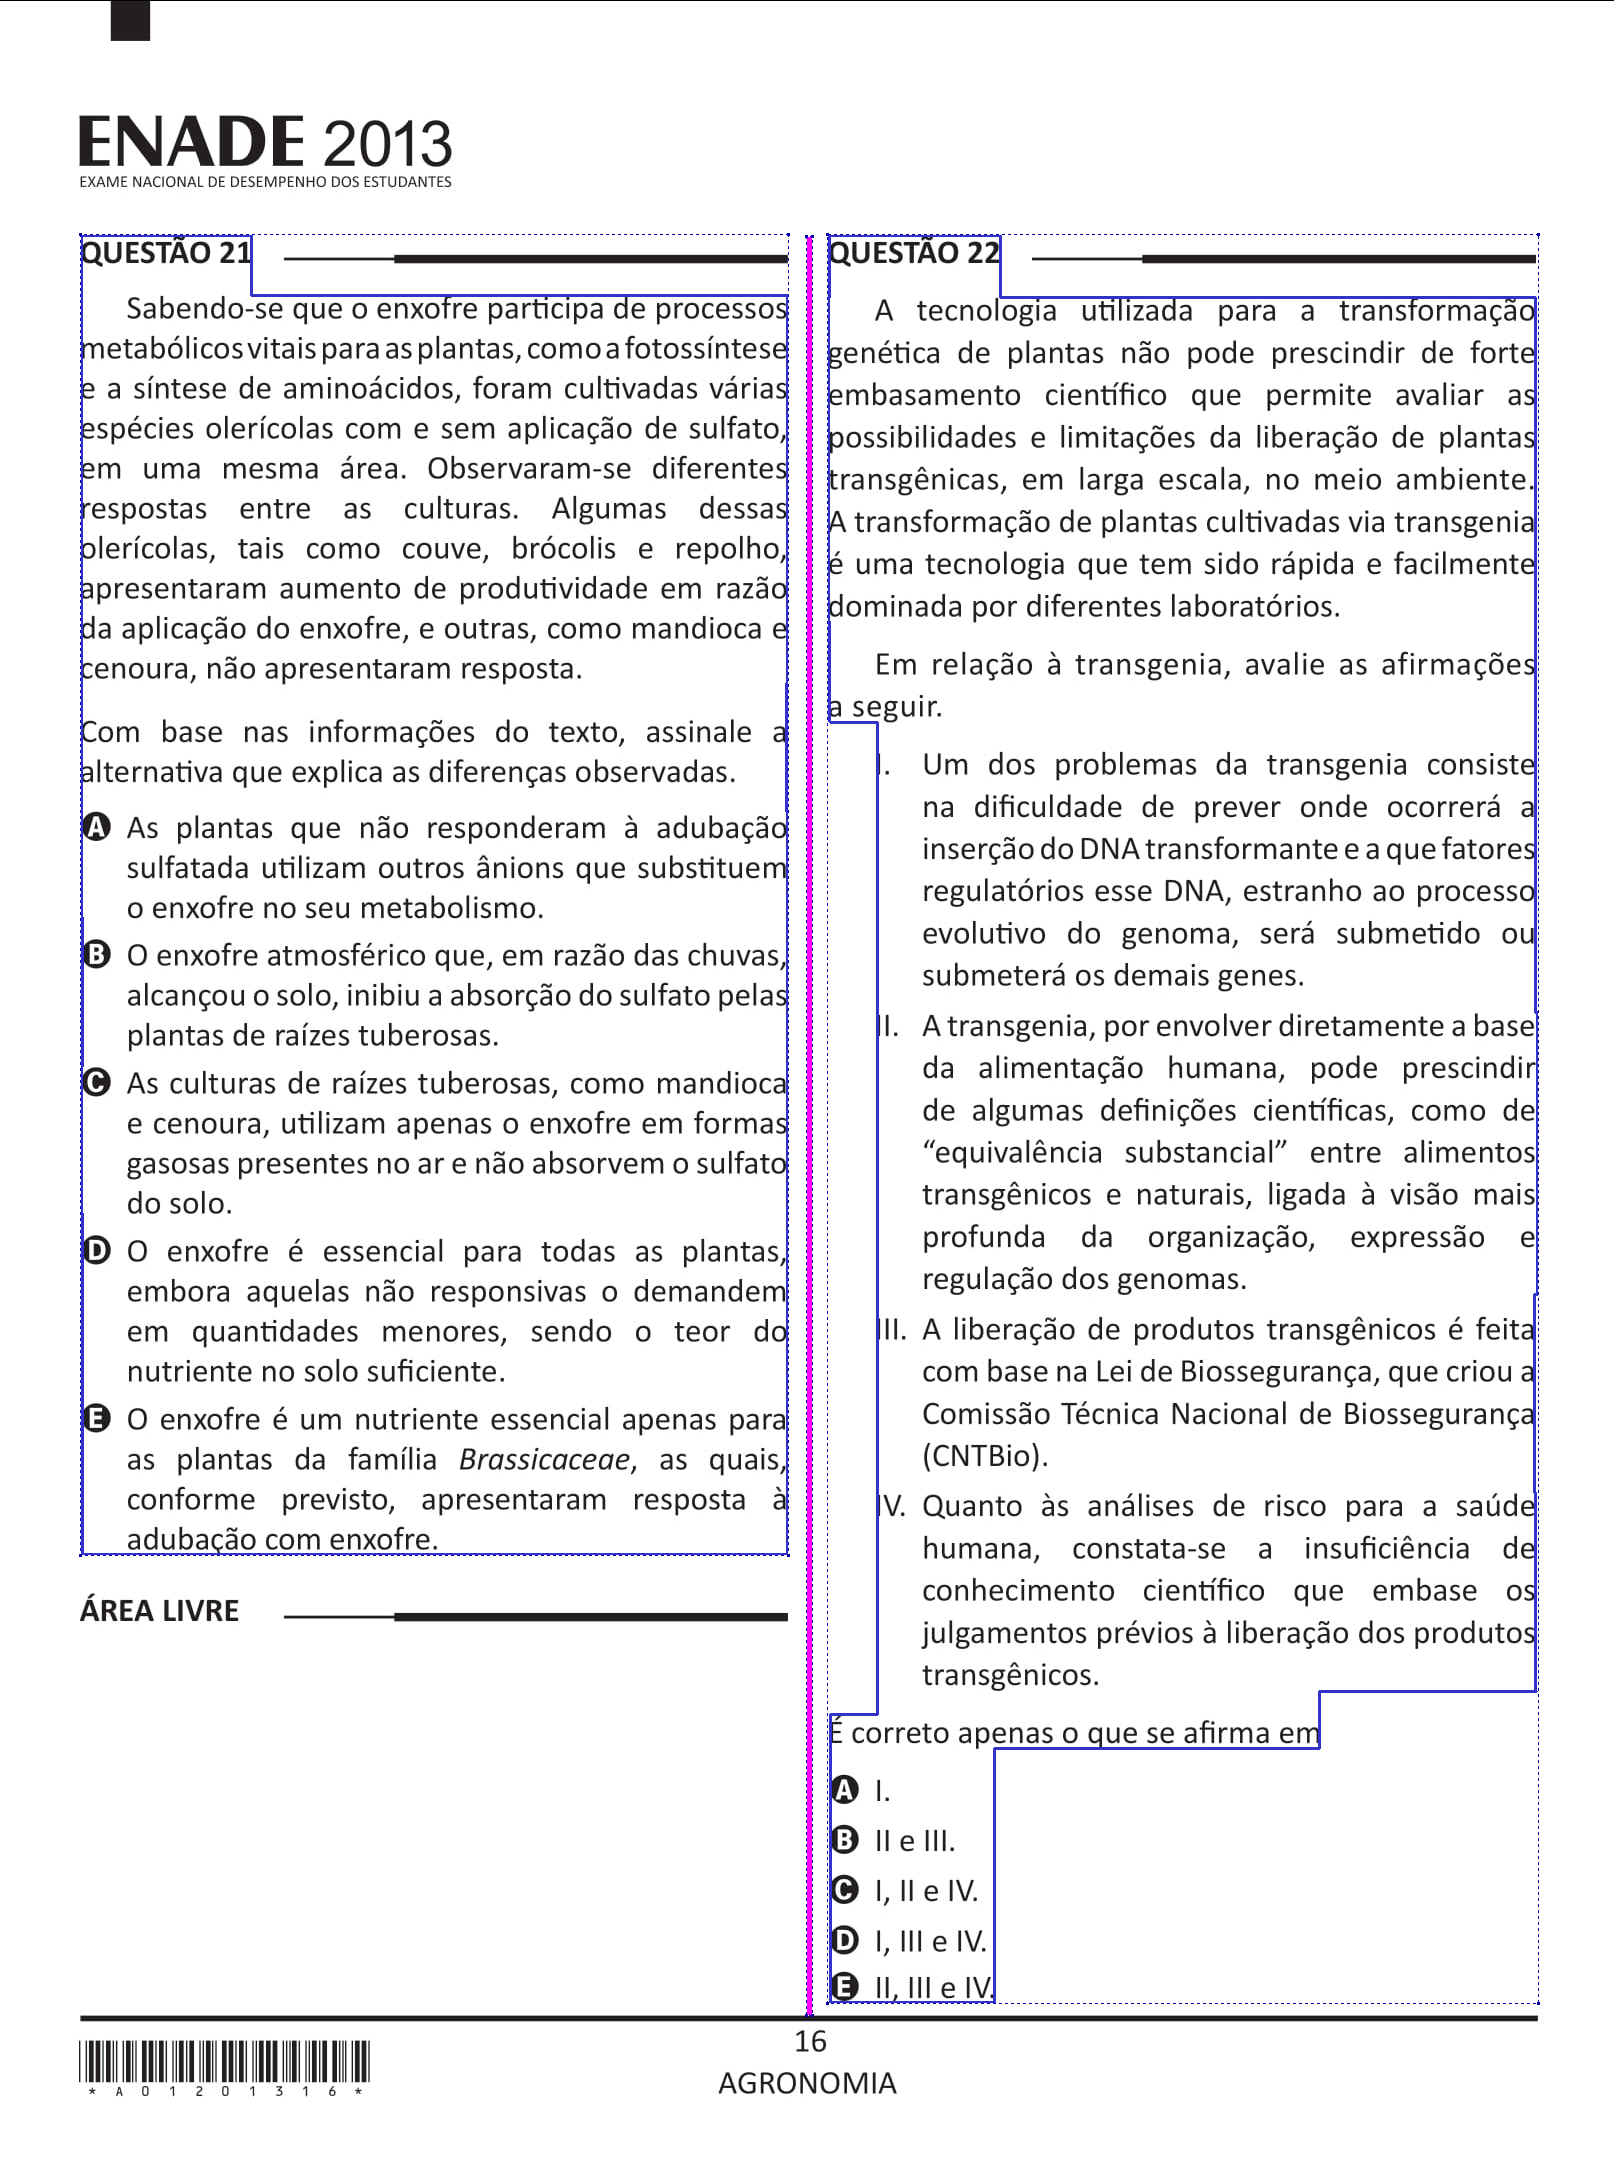 ENADE 2013
EXAME NACIONAL DE DESEMPENHO DOS ESTUDANTES
QUESTÃO 21
Sabendo-se que o enxofre participa de processos
metabólicos vitais para as plantas, como a fotossíntese
e a síntese de aminoácidos, foram cultivadas várias
espécies olerícolas com e sem aplicação de sulfato,
em uma mesma área. Observaram-se diferentes
respostas entre as culturas. Algumas dessas
olerícolas, tais como couve, brócolis e repolho,
apresentaram aumento de produtividade em razão
da aplicação do enxofre, e outras, como mandioca e
cenoura, não apresentaram resposta.
Com base nas informações do texto, assinale a
alternativa que explica as diferenças observadas.
A As plantas que não responderam à adubação
sulfatada utilizam outros ânions que substituem
o enxofre no seu metabolismo.
B O enxofre atmosférico que, em razão das chuvas,
alcançou o solo, inibiu a absorção do sulfato pelas
plantas de raízes tuberosas.
C As culturas de raízes tuberosas, como mandioca
e cenoura, utilizam apenas o enxofre em formas
gasosas presentes no ar e não absorvem o sulfato
do solo.
D O enxofre é essencial para todas as plantas,
embora aquelas não responsivas o demandem
em quantidades menores, sendo o teor do
nutriente no solo suficiente.
E O enxofre é um nutriente essencial apenas para
as plantas da família Brassicaceae, as quais,
conforme previsto, apresentaram resposta à
adubação com enxofre.
ÁREA LIVRE
QUESTÃO 22
A tecnologia utilizada para a transformação
genética de plantas não pode prescindir de forte
embasamento científico que permite avaliar as
possibilidades e limitações da liberação de plantas
transgênicas, em larga escala, no meio ambiente.
A transformação de plantas cultivadas via transgenia
é uma tecnologia que tem sido rápida e facilmente
dominada por diferentes laboratórios.
Em relação à transgenia, avalie as afirmações
a seguir.
I. Um dos problemas da transgenia consiste
na dificuldade de prever onde ocorrerá a
inserção do DNA transformante e a que fatores
regulatórios esse DNA, estranho ao processo
evolutivo do genoma, será submetido ou
submeterá os demais genes.
II. A transgenia, por envolver diretamente a base
da alimentação humana, pode prescindir
de algumas definições científicas, como de
“equivalência substancial” entre alimentos
transgênicos e naturais, ligada à visão mais
profunda da organização, expressão e
regulação dos genomas.
III. A liberação de produtos transgênicos é feita
com base na Lei de Biossegurança, que criou a
Comissão Técnica Nacional de Biossegurança
(CNTBio).
IV. Quanto às análises de risco para a saúde
humana, constata-se a insuficiência de
conhecimento científico que embase os
julgamentos prévios à liberação dos produtos
transgênicos.
É correto apenas o que se afirma em
A I.
B II e III.
C I, II e IV.
D I, III e IV.
E II, III e IV.
16
AGRONOMIA
* A 0 1 2 0 1 3 1 6 *